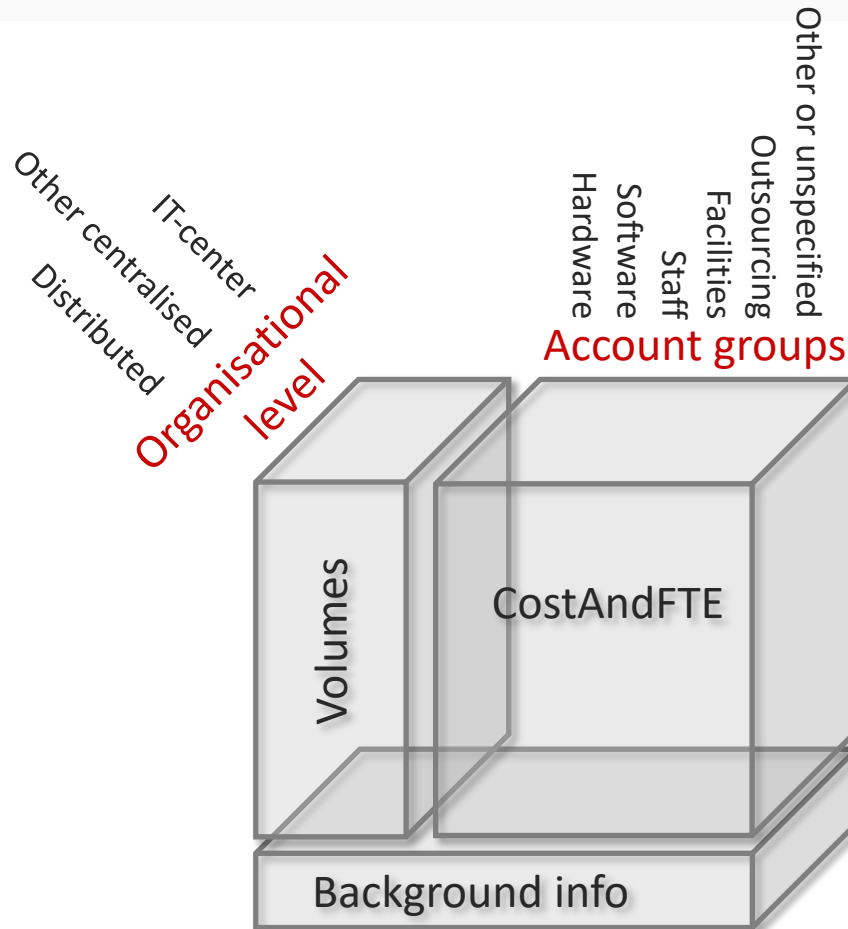 Other centralised
IT-center
Distributed
Organisational
level
Hardware
Software
Staff
Facilities
Outsourcing
Other or unspecified
Account groups
Volumes
CostAndFTE
Background info